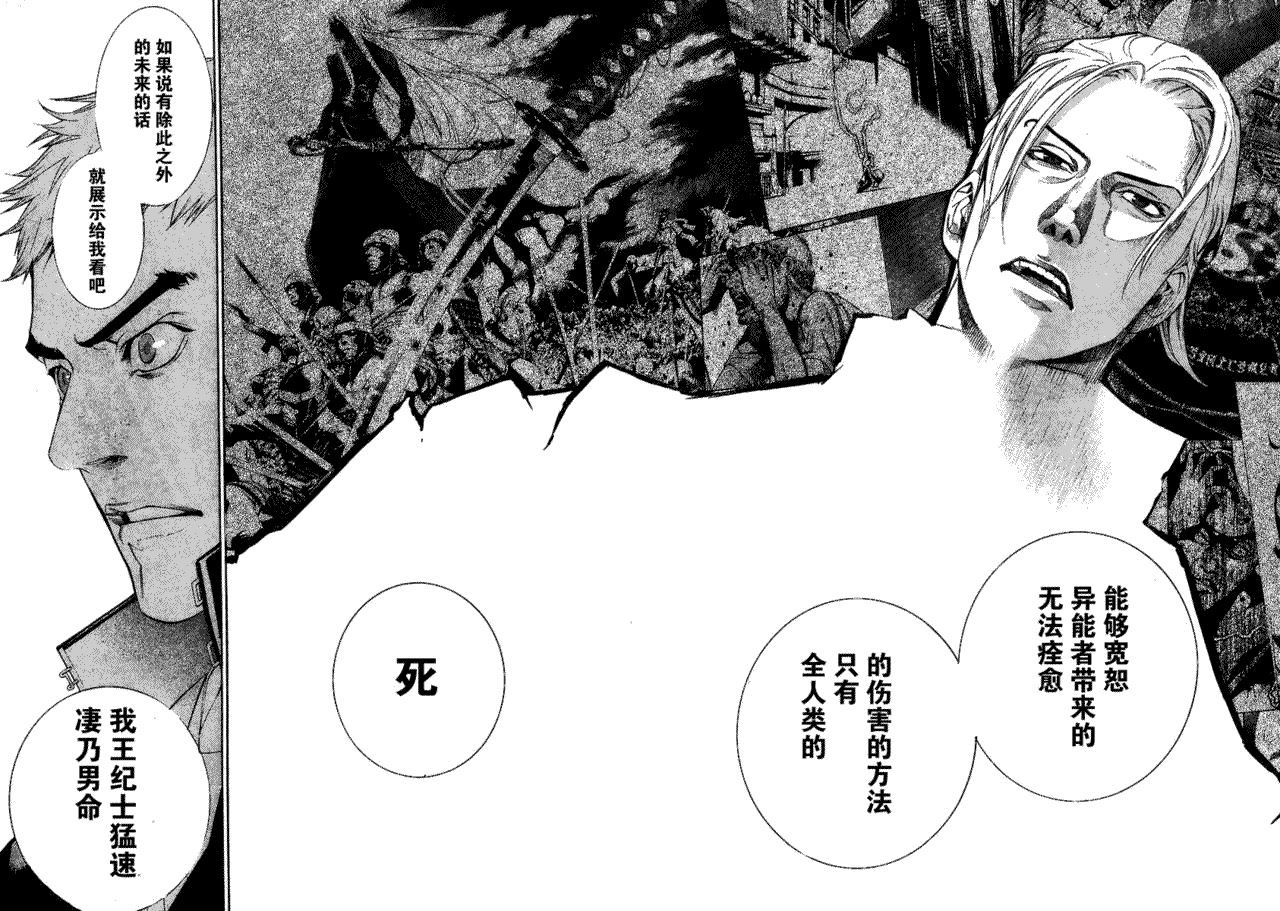 能够宽恕
异能者带来的
无法痊愈
的伤害的方法
只有
全人类的
死
如果说有除此之外
的未来的话
就展示给我看吧
我王纪士猛速
凄乃男命